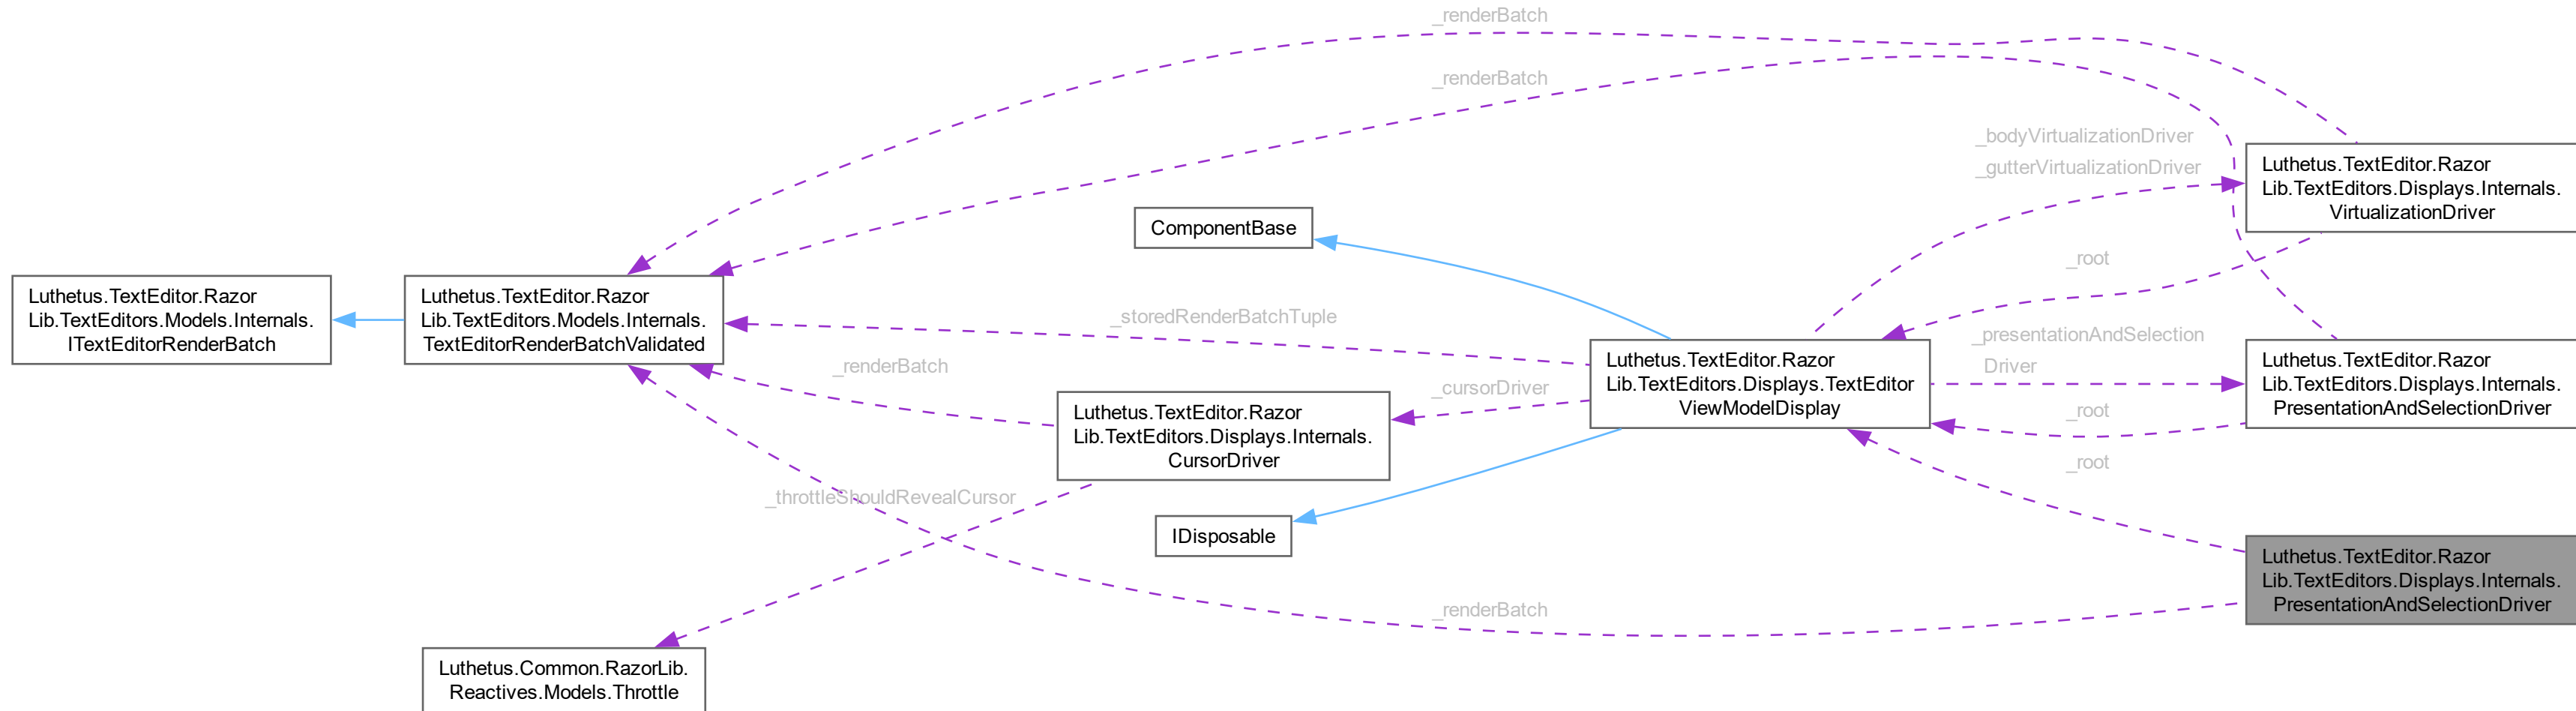 _renderBatch
_renderBatch
_bodyVirtualizationDriver
_gutterVirtualizationDriver
Luthetus.TextEditor.Razor
Lib.TextEditors.Displays.Internals.
VirtualizationDriver
ComponentBase
_root
Luthetus.TextEditor.Razor
Lib.TextEditors.Models.Internals.
ITextEditorRenderBatch
Luthetus.TextEditor.Razor
Lib.TextEditors.Models.Internals.
TextEditorRenderBatchValidated
_storedRenderBatchTuple
_renderBatch
Luthetus.TextEditor.Razor
Lib.TextEditors.Displays.TextEditor
ViewModelDisplay
_presentationAndSelection
Driver
Luthetus.TextEditor.Razor
Lib.TextEditors.Displays.Internals.
PresentationAndSelectionDriver
_cursorDriver
_root
Luthetus.TextEditor.Razor
Lib.TextEditors.Displays.Internals.
CursorDriver
_root
_throttleShouldRevealCursor
IDisposable
Luthetus.TextEditor.Razor
Lib.TextEditors.Displays.Internals.
PresentationAndSelectionDriver
_renderBatch
Luthetus.Common.RazorLib.
Reactives.Models.Throttle